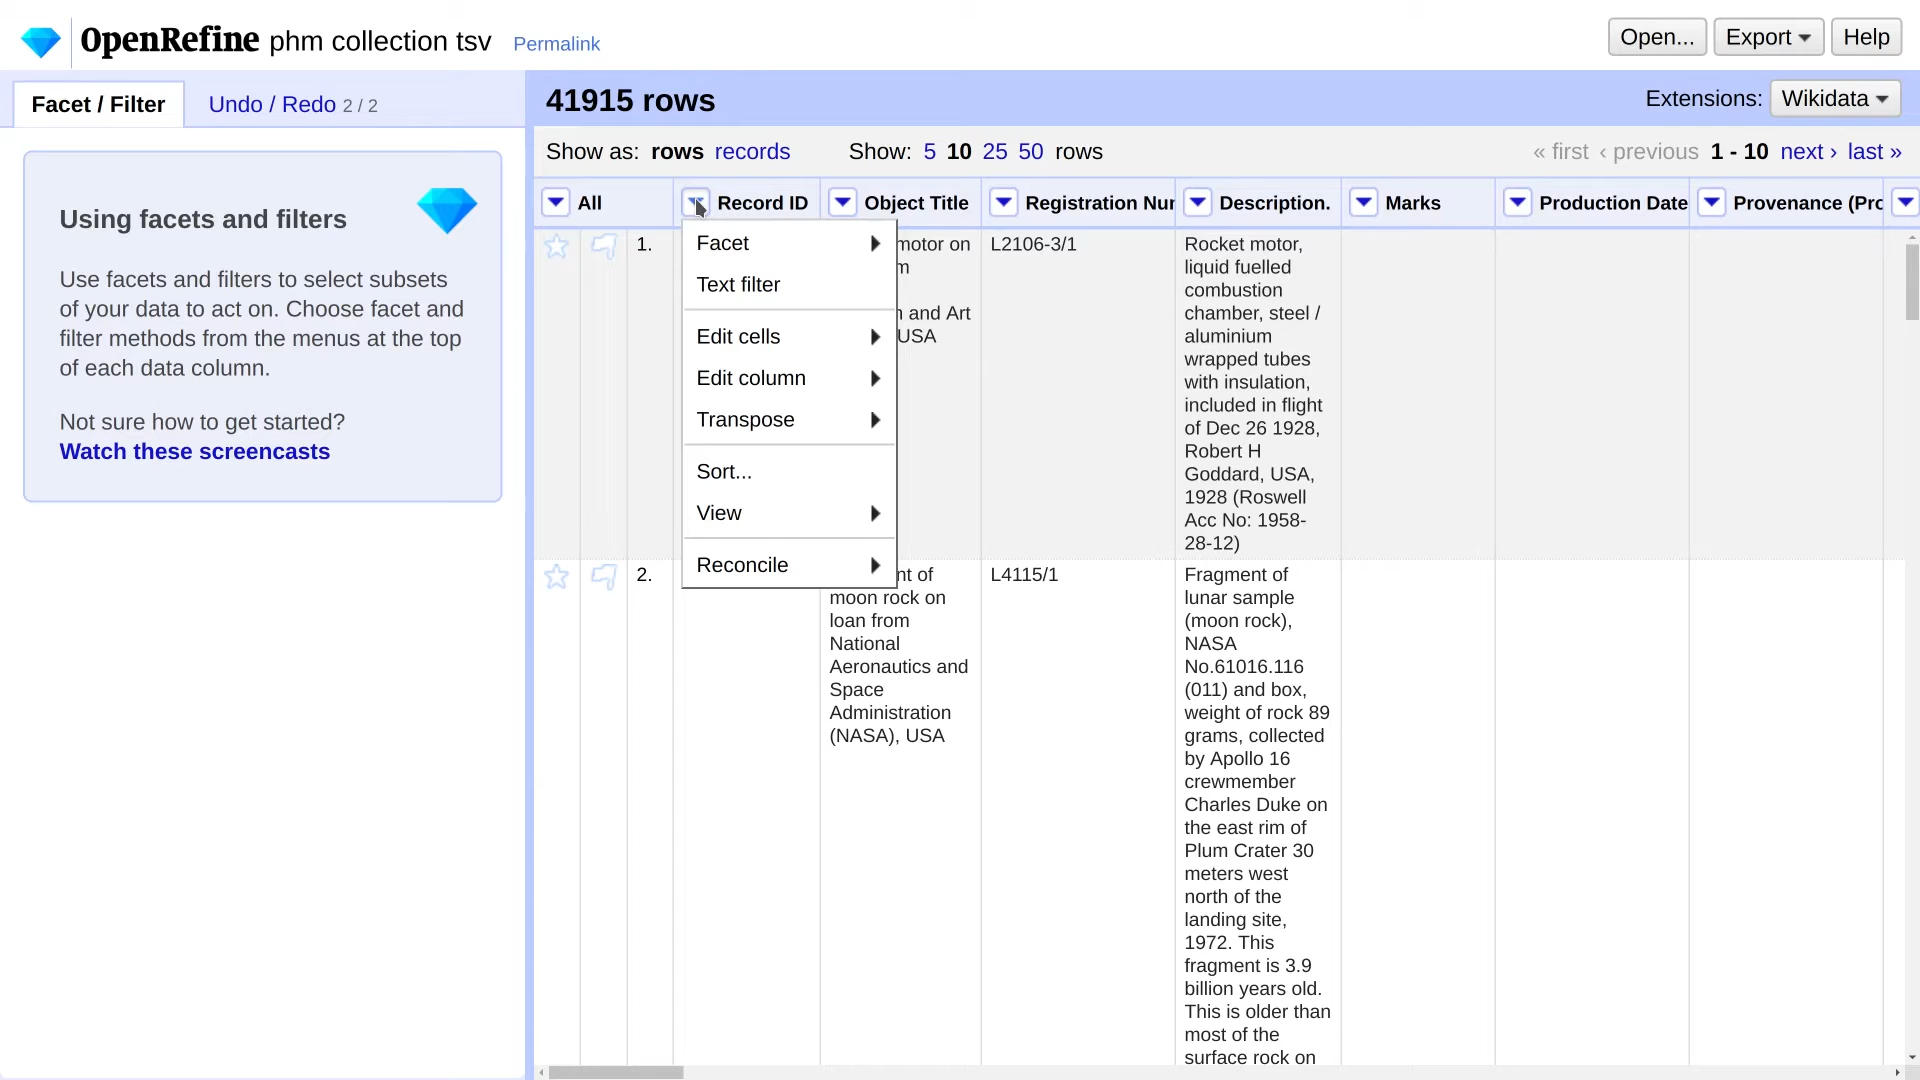 OpenRefine phm collection tsv Permalink
Open... Export Help
Facet / Filter Undo / Redo 2 / 2
41915 rows
Extensions: Wikidata
Show as: rows records Show: 5 10 25 50 rows
« first ‹ previous 1 - 10 next › last »
All Record ID Object Title Registration Nur Description. Marks Production Date Provenance (Prc
Using facets and filters
Use facets and filters to select subsets
of your data to act on. Choose facet and
filter methods from the menus at the top
of each data column.
Not sure how to get started?
Watch these screencasts
Facet
Text filter
Edit cells
Edit column
Transpose
Sort...
View
Reconcile
1.
motor on
and Art
USA
L2106-3/1
Rocket motor,
liquid fuelled
combustion
chamber, steel /
aluminium
wrapped tubes
with insulation,
included in flight
of Dec 26 1928,
Robert H
Goddard, USA,
1928 (Roswell
Acc No: 1958-
28-12)
2.
nt of
moon rock on
loan from
National
Aeronautics and
Space
Administration
(NASA), USA
L4115/1
Fragment of
lunar sample
(moon rock),
NASA
No.61016.116
(011) and box,
weight of rock 89
grams, collected
by Apollo 16
crewmember
Charles Duke on
the east rim of
Plum Crater 30
meters west
north of the
landing site,
1972. This
fragment is 3.9
billion years old.
This is older than
most of the
surface rock on